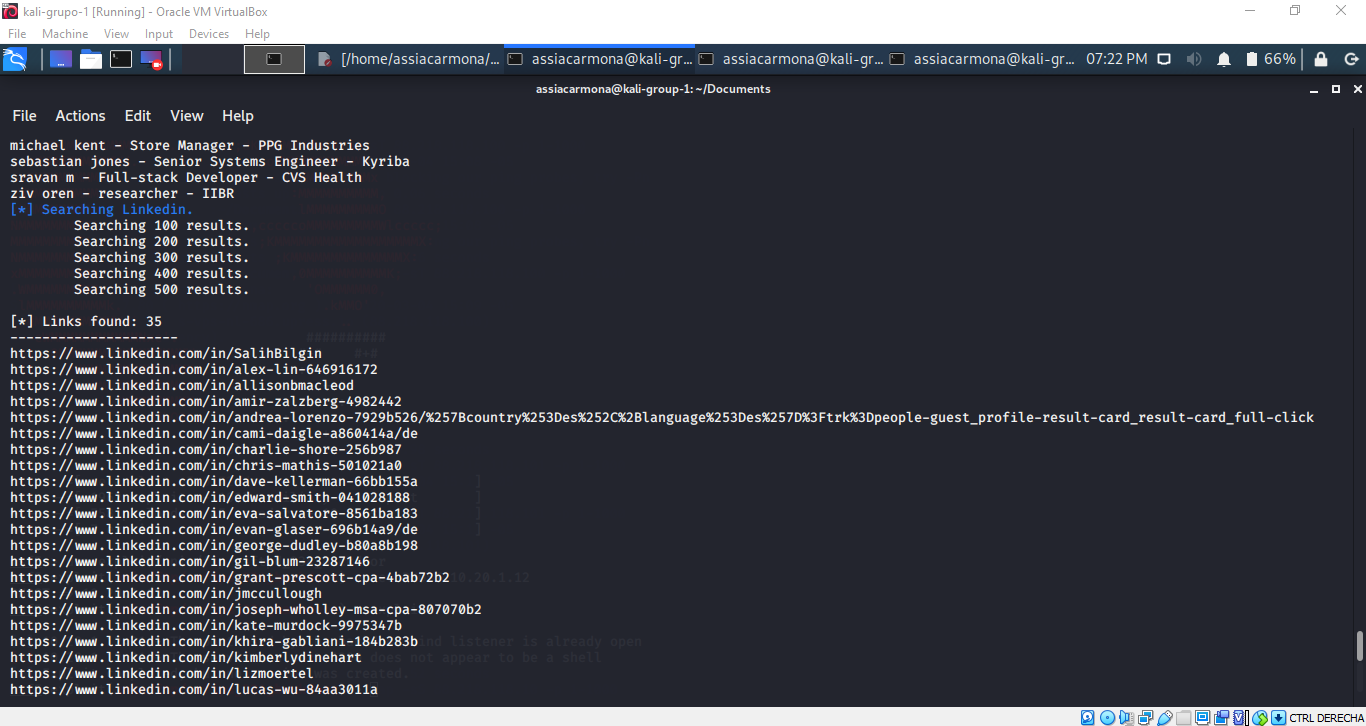 kali-grupo-1 [Running] - Oracle VM VirtualBox
File Machine View Input Devices Help
[/home/assiacarmona/... assiacarmona@kali-gr... assiacarmona@kali-gr... assiacarmona@kali-gr... 07:22 PM 66%
assiacarmona@kali-group-1: ~/Documents
File Actions Edit View Help
michael kent - Store Manager - PPG Industries
sebastian jones - Senior Systems Engineer - Kyriba
sravan m - Full-stack Developer - CVS Health
ziv oren - researcher - IIBR
[*] Searching Linkedin.
Searching 100 results.
Searching 200 results.
Searching 300 results.
Searching 400 results.
Searching 500 results.
[*] Links found: 35
---------------------
https://www.linkedin.com/in/SalihBilgin
https://www.linkedin.com/in/alex-lin-646916172
https://www.linkedin.com/in/allisonbmacleod
https://www.linkedin.com/in/amir-zalzberg-4982442
https://www.linkedin.com/in/andrea-lorenzo-7929b526/%257Bcountry%253Des%252C%2Blanguage%253Des%257D%3Ftrk%3Dpeople-guest_profile-result-card_result-card_full-click
https://www.linkedin.com/in/cami-daigle-a860414a/de
https://www.linkedin.com/in/charlie-shore-256b987
https://www.linkedin.com/in/chris-mathis-501021a0
https://www.linkedin.com/in/dave-kellerman-66bb155a
https://www.linkedin.com/in/edward-smith-041028188
https://www.linkedin.com/in/eva-salvatore-8561ba183
https://www.linkedin.com/in/evan-glaser-696b14a9/de
https://www.linkedin.com/in/george-dudley-b80a8b198
https://www.linkedin.com/in/gil-blum-23287146
https://www.linkedin.com/in/grant-prescott-cpa-4bab72b2
https://www.linkedin.com/in/jmccullough
https://www.linkedin.com/in/joseph-wholley-msa-cpa-807070b2
https://www.linkedin.com/in/kate-murdock-9975347b
https://www.linkedin.com/in/khira-gabliani-184b283b
https://www.linkedin.com/in/kimberlydinehart
https://www.linkedin.com/in/lizmoertel
https://www.linkedin.com/in/lucas-wu-84aa3011a
CTRL DERECHA